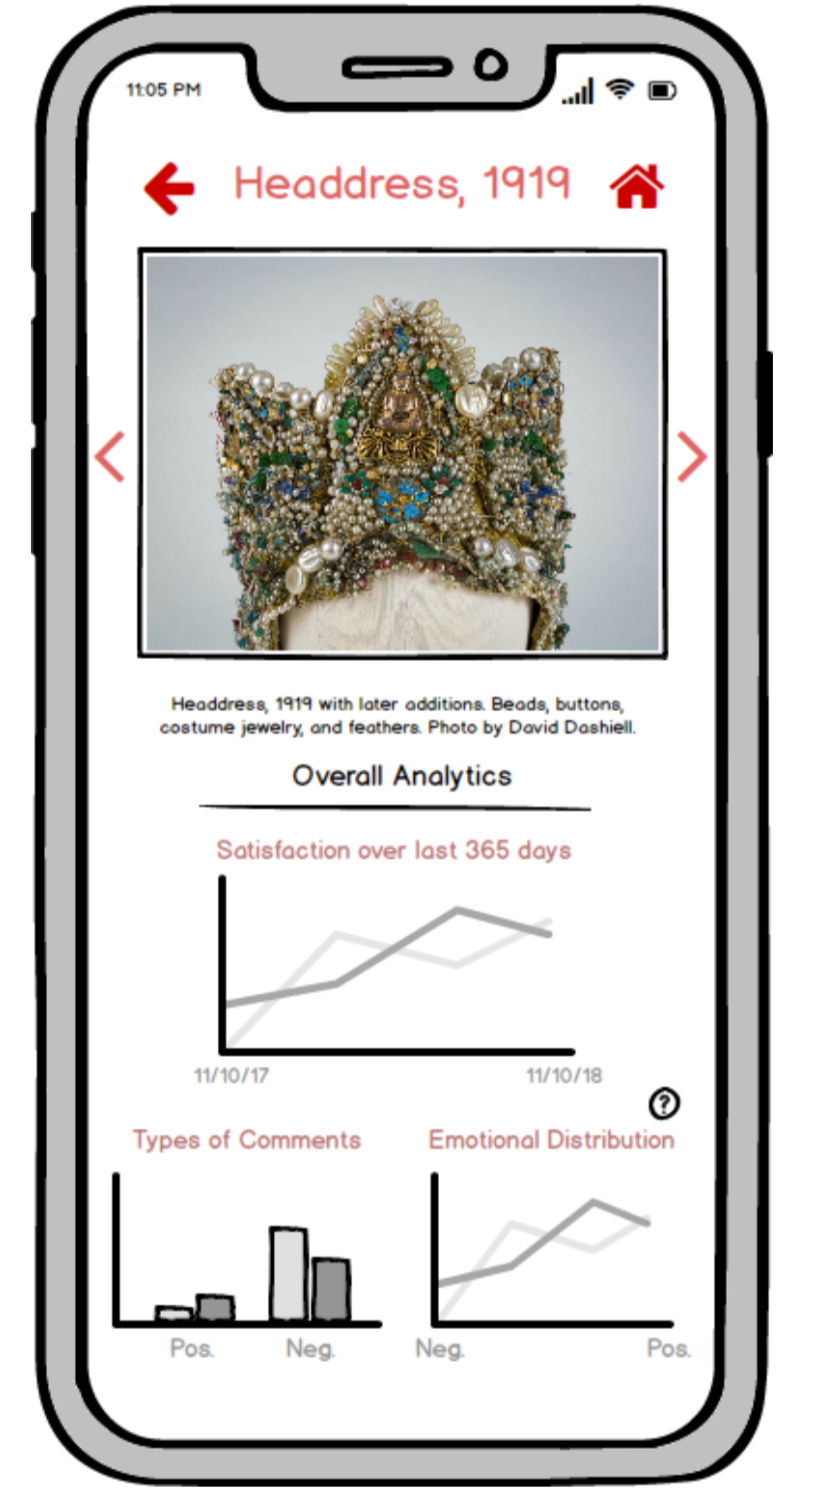 11:05 PM
Headdress, 1919
Headdress, 1919 with later additions. Beads, buttons,
costume jewelry, and feathers. Photo by David Dashiell.
Overall Analytics
Satisfaction over last 365 days
11/10/17 11/10/18
?
Types of Comments Emotional Distribution
Pos. Neg. Neg. Pos.